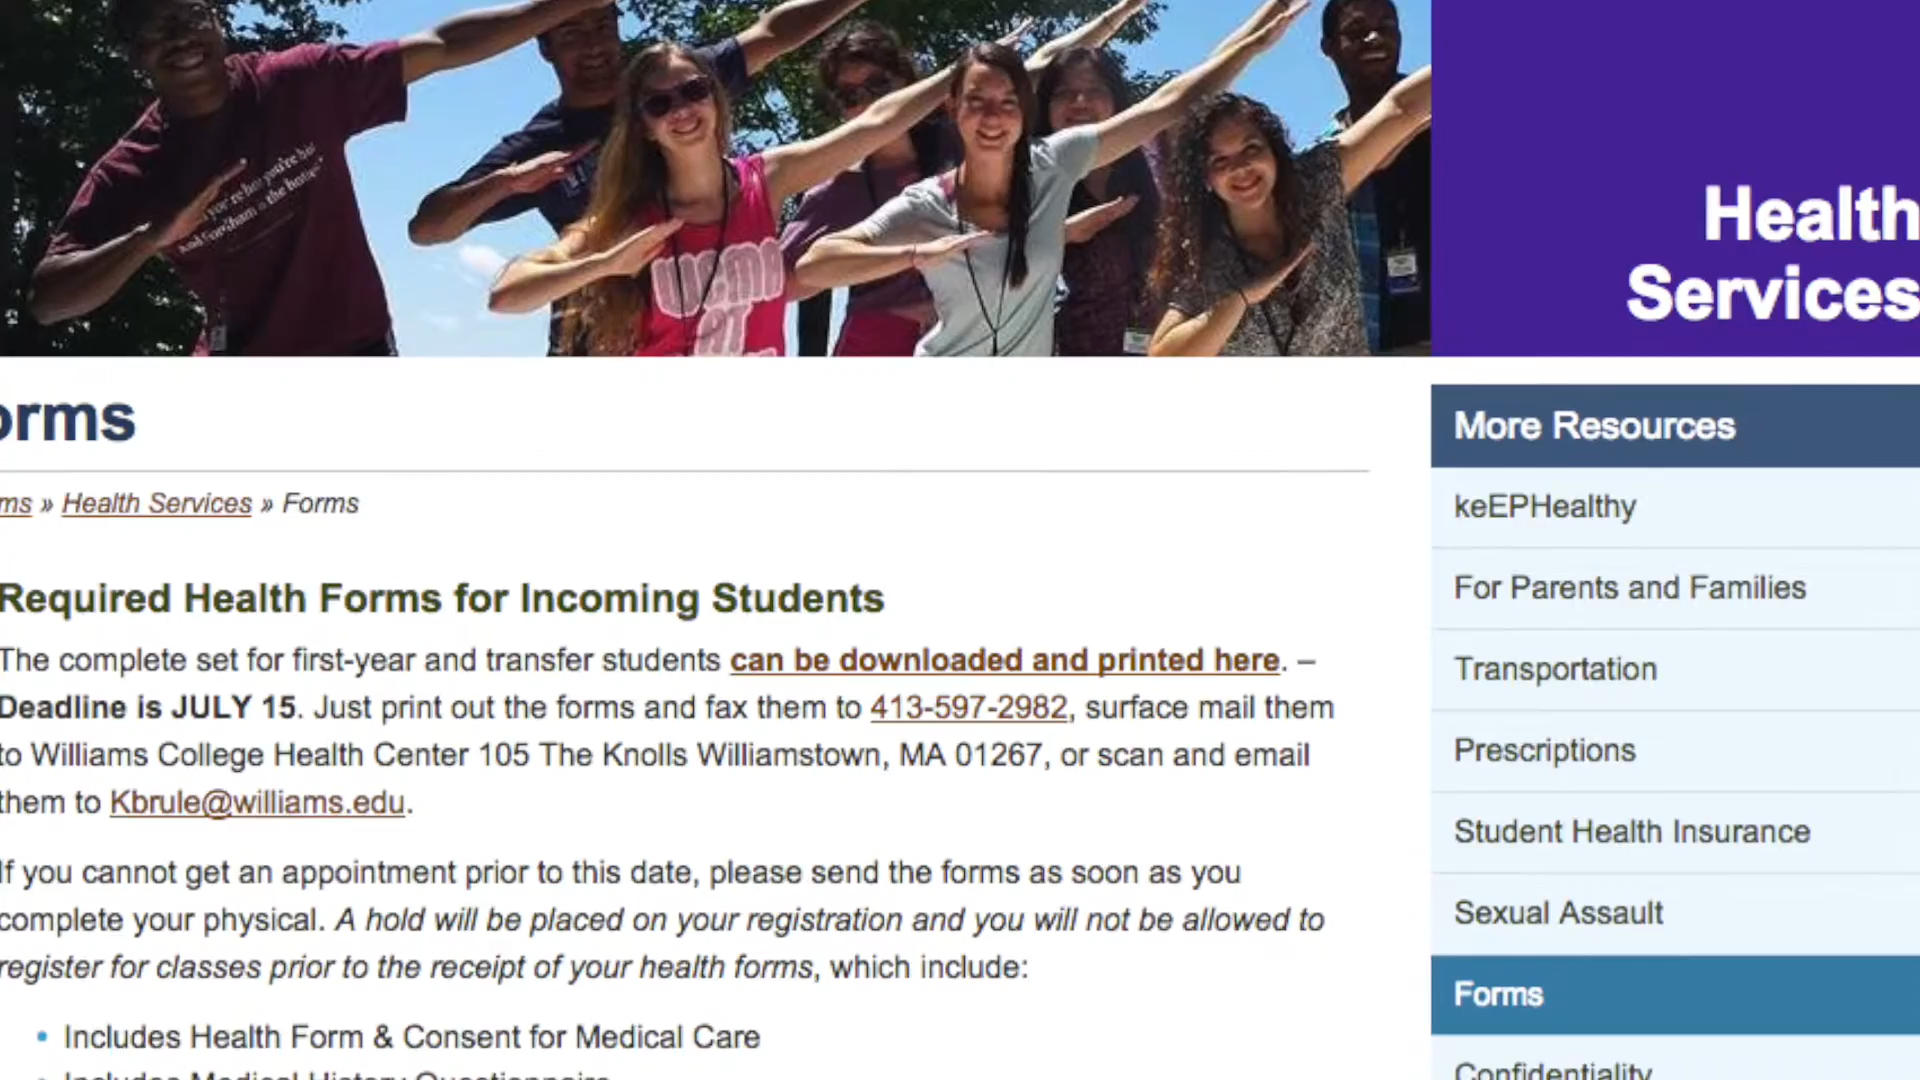 Health
Services
orms
ms » Health Services » Forms
Required Health Forms for Incoming Students
The complete set for first-year and transfer students can be downloaded and printed here. –
Deadline is JULY 15. Just print out the forms and fax them to 413-597-2982, surface mail them
to Williams College Health Center 105 The Knolls Williamstown, MA 01267, or scan and email
them to Kbrule@williams.edu.
If you cannot get an appointment prior to this date, please send the forms as soon as you
complete your physical. A hold will be placed on your registration and you will not be allowed to
register for classes prior to the receipt of your health forms, which include:
• Includes Health Form & Consent for Medical Care
• Includes Medical History Questionnaire
More Resources
keEPHealthy
For Parents and Families
Transportation
Prescriptions
Student Health Insurance
Sexual Assault
Forms
Confidentiality